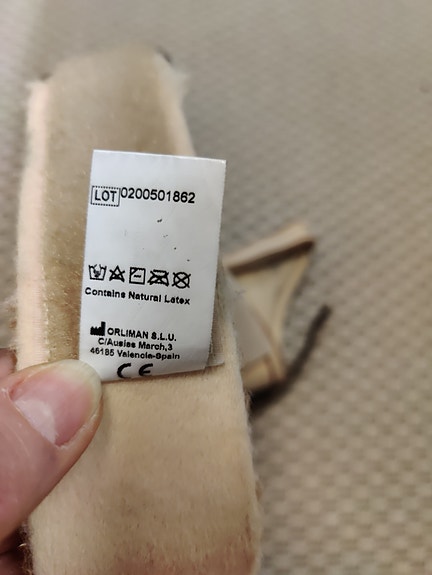 LOT 0200501862
Contains Natural Latex
ORLIMAN S.L.U.
C/Ausias March,3
46185 Valencia-Spain
CE